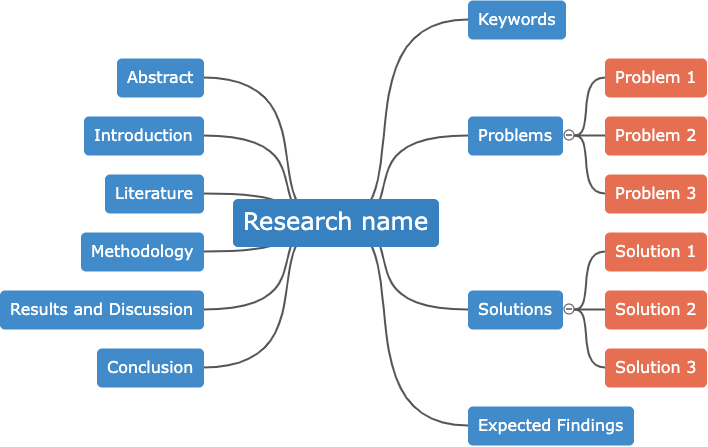 Research name
Abstract
Introduction
Literature
Methodology
Results and Discussion
Conclusion
Keywords
Problems
Problem 1
Problem 2
Problem 3
Solutions
Solution 1
Solution 2
Solution 3
Expected Findings